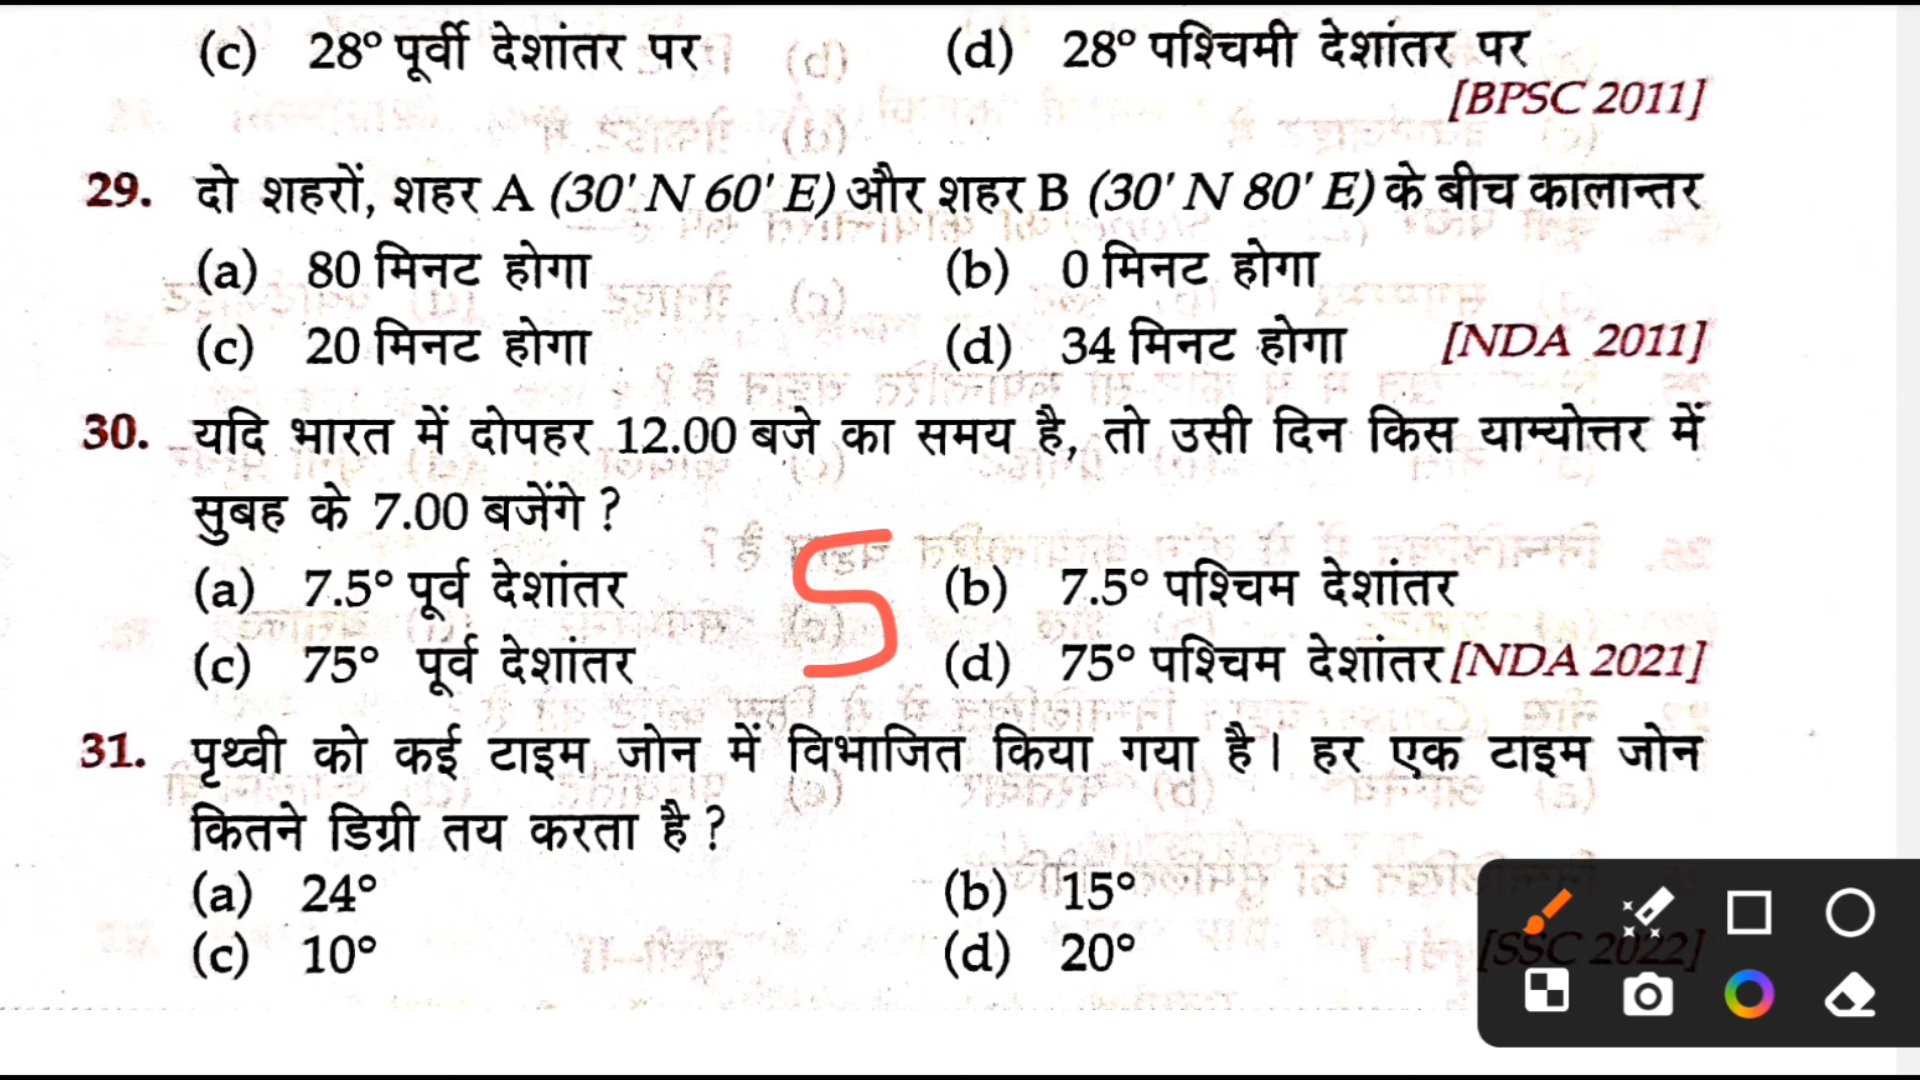 (c) 28° पूर्वी देशांतर पर (d) 28° पश्चिमी देशांतर पर
[BPSC 2011]
29. दो शहरों, शहर A (30' N 60' E) और शहर B (30' N 80' E) के बीच कालान्तर
(a) 80 मिनट होगा (b) 0 मिनट होगा
(c) 20 मिनट होगा (d) 34 मिनट होगा [NDA 2011]
30. यदि भारत में दोपहर 12.00 बजे का समय है, तो उसी दिन किस याम्योत्तर में
सुबह के 7.00 बजेंगे ?
(a) 7.5° पूर्व देशांतर (b) 7.5° पश्चिम देशांतर
5
(c) 75° पूर्व देशांतर (d) 75° पश्चिम देशांतर [NDA 2021]
31. पृथ्वी को कई टाइम जोन में विभाजित किया गया है। हर एक टाइम जोन
कितने डिग्री तय करता है ?
(a) 24° (b) 15°
(c) 10° (d) 20° [SSC 2022]